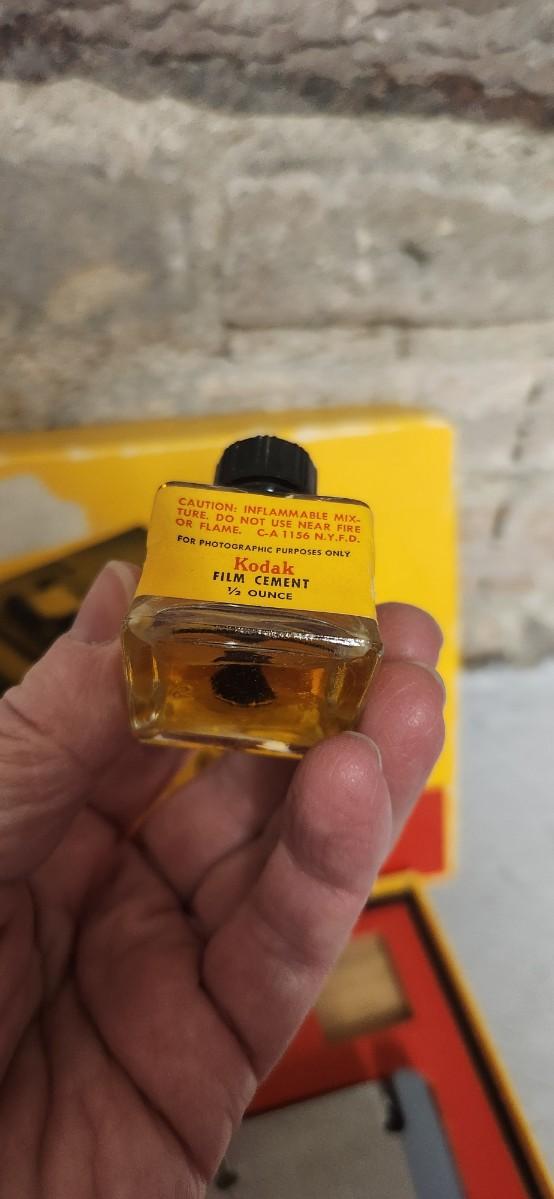 CAUTION: INFLAMMABLE MIX-
TURE. DO NOT USE NEAR FIRE
OR FLAME. C-A 1156 N.Y.F.D.
FOR PHOTOGRAPHIC PURPOSES ONLY
Kodak
FILM CEMENT
½ OUNCE